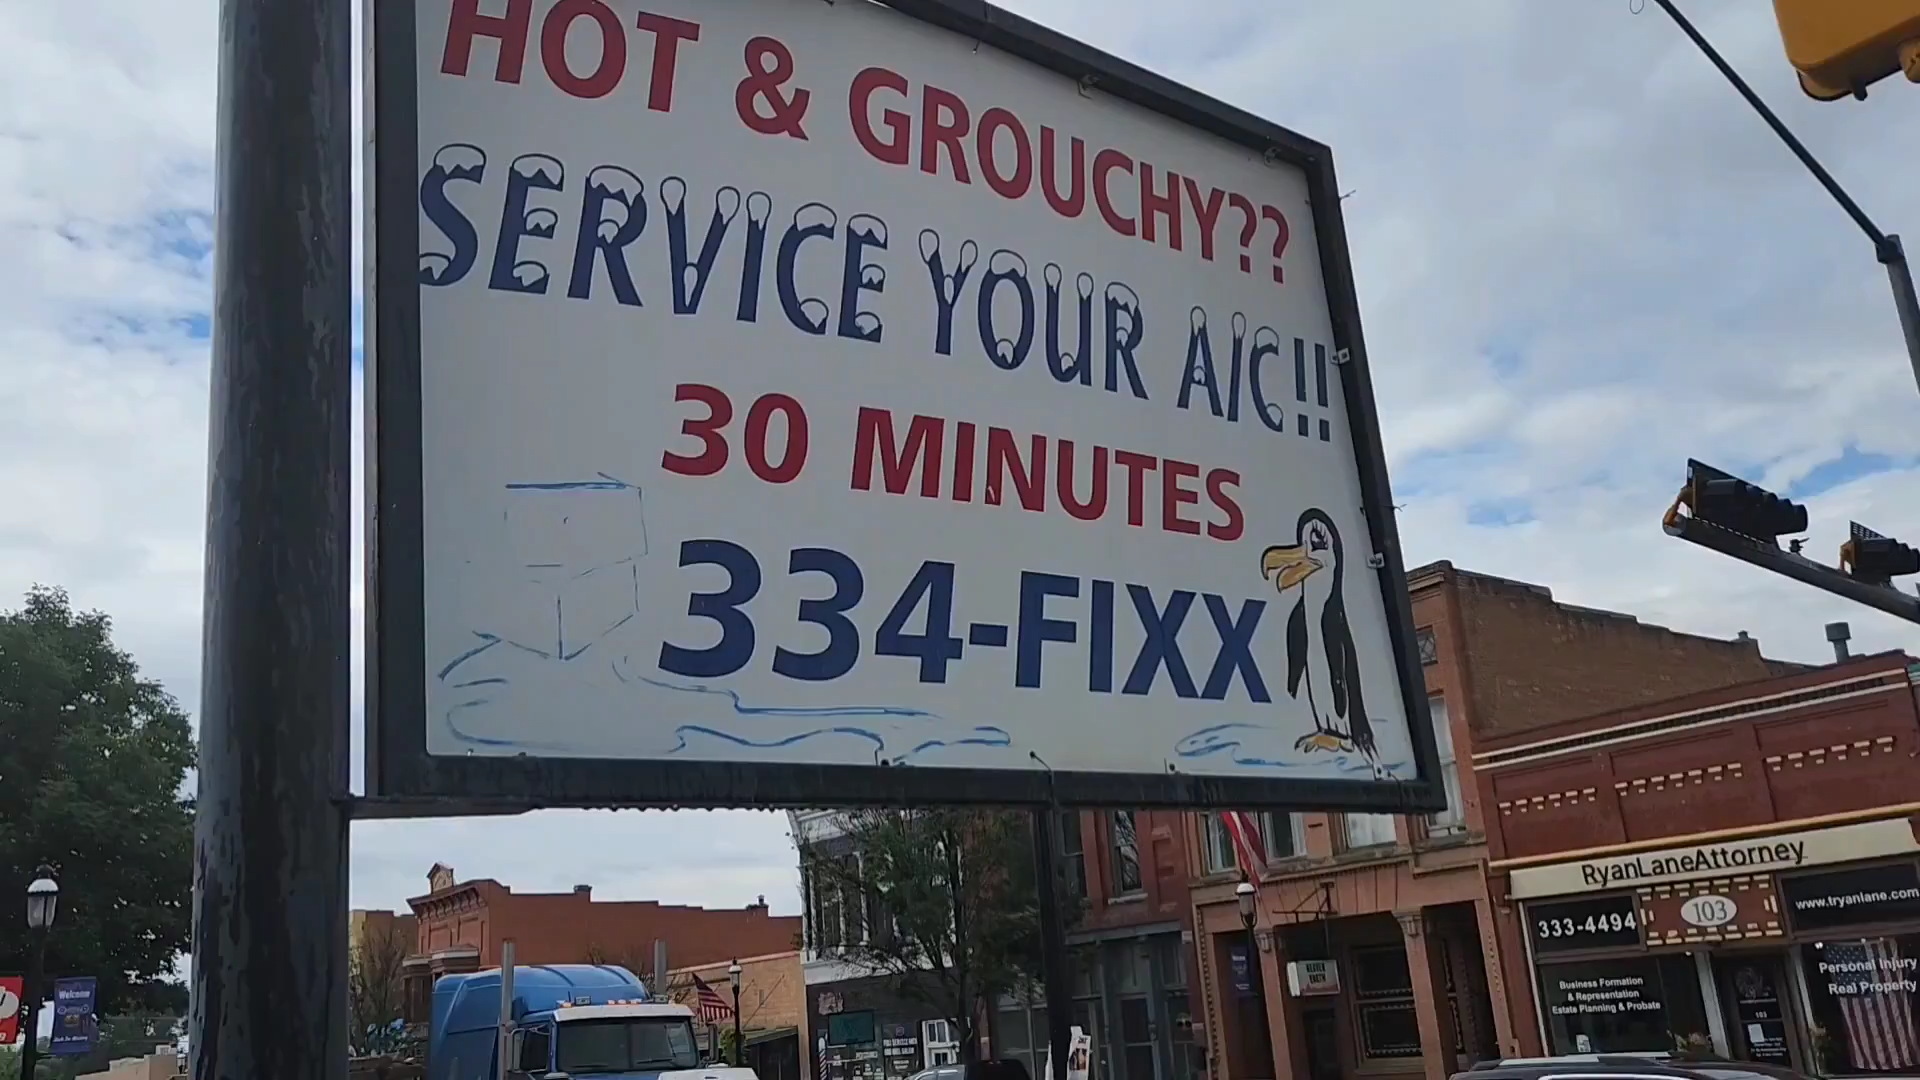 HOT & GROUCHY??
SERVICE YOUR A/C!!
30 MINUTES
334-FIXX
RyanLaneAttorney
333-4494
103
www.tryanlane.com
Business Formation
& Representation
Estate Planning & Probate
Personal Injury
Real Property
103
Welcome